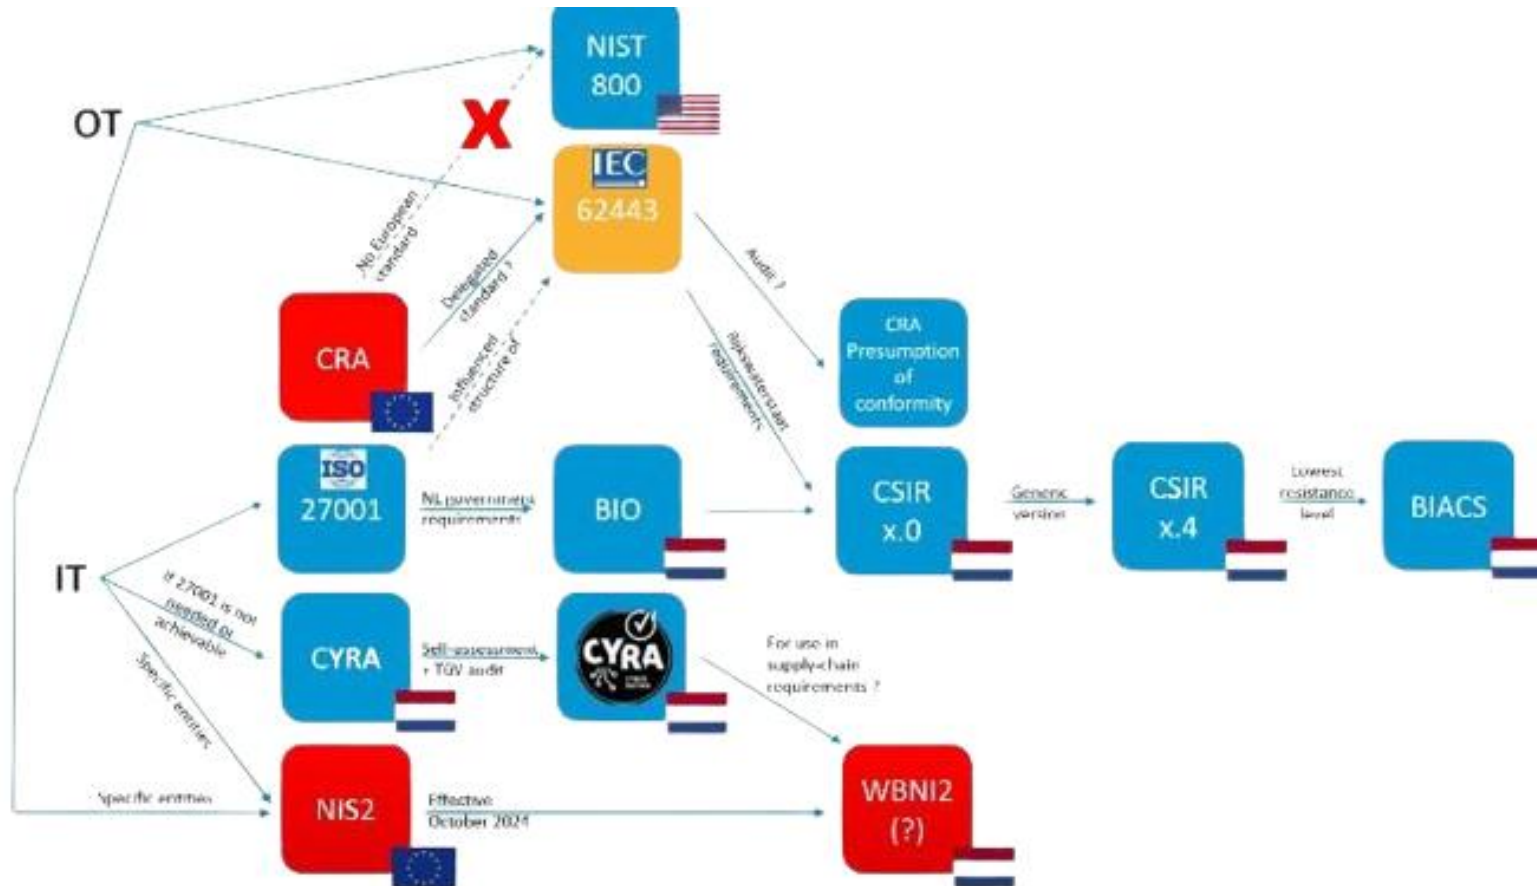 NIST
800
OT
IEC
62443
No European
standard
Delegated
standard ?
Audit ?
CRA
Influenced
structure of
Rijkswaterstaat
requirements
CRA
Presumption
of
conformity
ISO
27001
NL government
requirements
BIO
CSIR
x.0
Generic
version
CSIR
x.4
Lowest
resistance
level
BIACS
IT
If 27001 is not
needed or
achievable
CYRA
Self-assessment
+ TÜV audit
CYRA
For use in
supply-chain
requirements ?
Specific entities
Specific entities
NIS2
Effective
October 2024
WBNI2
(?)